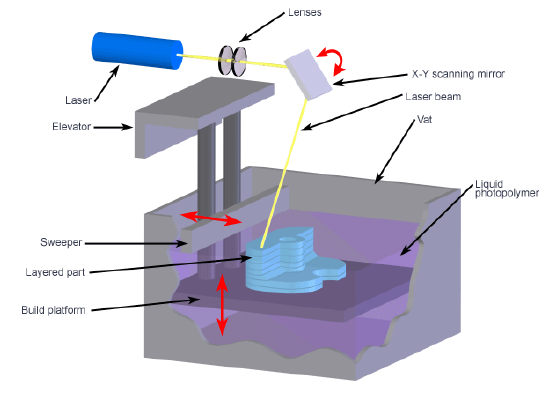 Lenses
X-Y scanning mirror
Laser
Laser beam
Elevator
Vat
Liquid
photopolymer
Sweeper
Layered part
Build platform